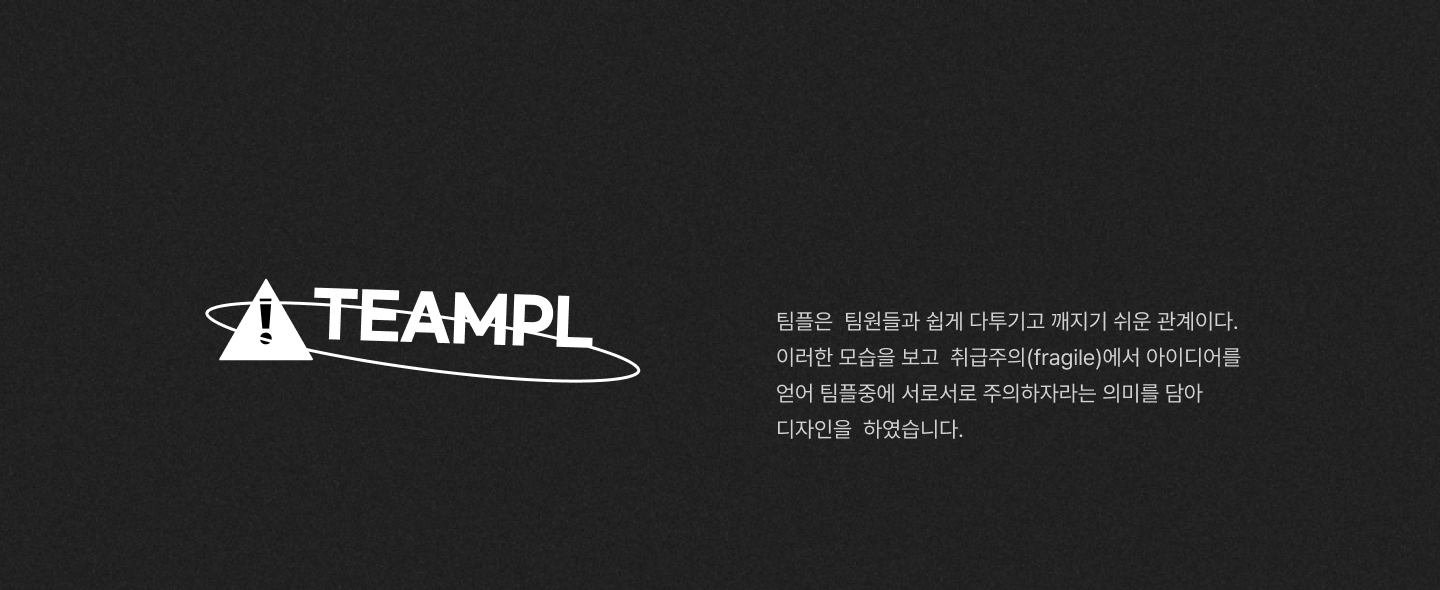 ! TEAMPL
팀플은  팀원들과 쉽게 다투기고 깨지기 쉬운 관계이다.
이러한 모습을 보고  취급주의(fragile)에서 아이디어를
얻어 팀플중에 서로서로 주의하자라는 의미를 담아
디자인을  하였습니다.